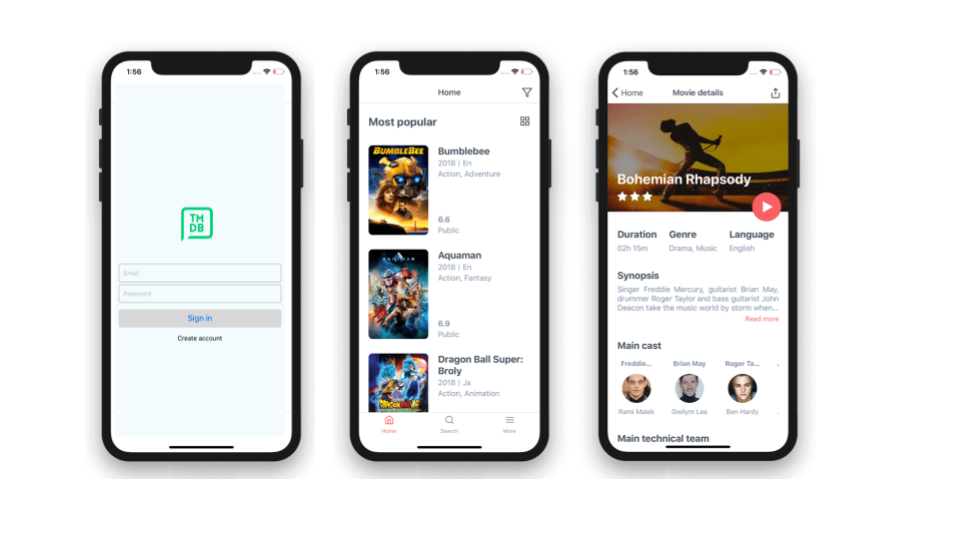 1:56
TM
DB
Email
Password
Sign in
Create account
1:56
Home
Most popular
BUMBLEBEE
Bumblebee
2018 | En
Action, Adventure
6.6
Public
AQUAMAN
Aquaman
2018 | En
Action, Fantasy
6.9
Public
Dragon Ball Super:
Broly
2018 | Ja
Action, Animation
Home
Search
More
1:56
Home
Movie details
Bohemian Rhapsody
Duration
Genre
Language
02h 15m
Drama, Music
English
Synopsis
Singer Freddie Mercury, guitarist Brian May,
drummer Roger Taylor and bass guitarist John
Deacon take the music world by storm when...
Read more
Main cast
Freddie...
Brian May
Roger Ta...
Rami Malek
Gwilym Lee
Ben Hardy
Main technical team